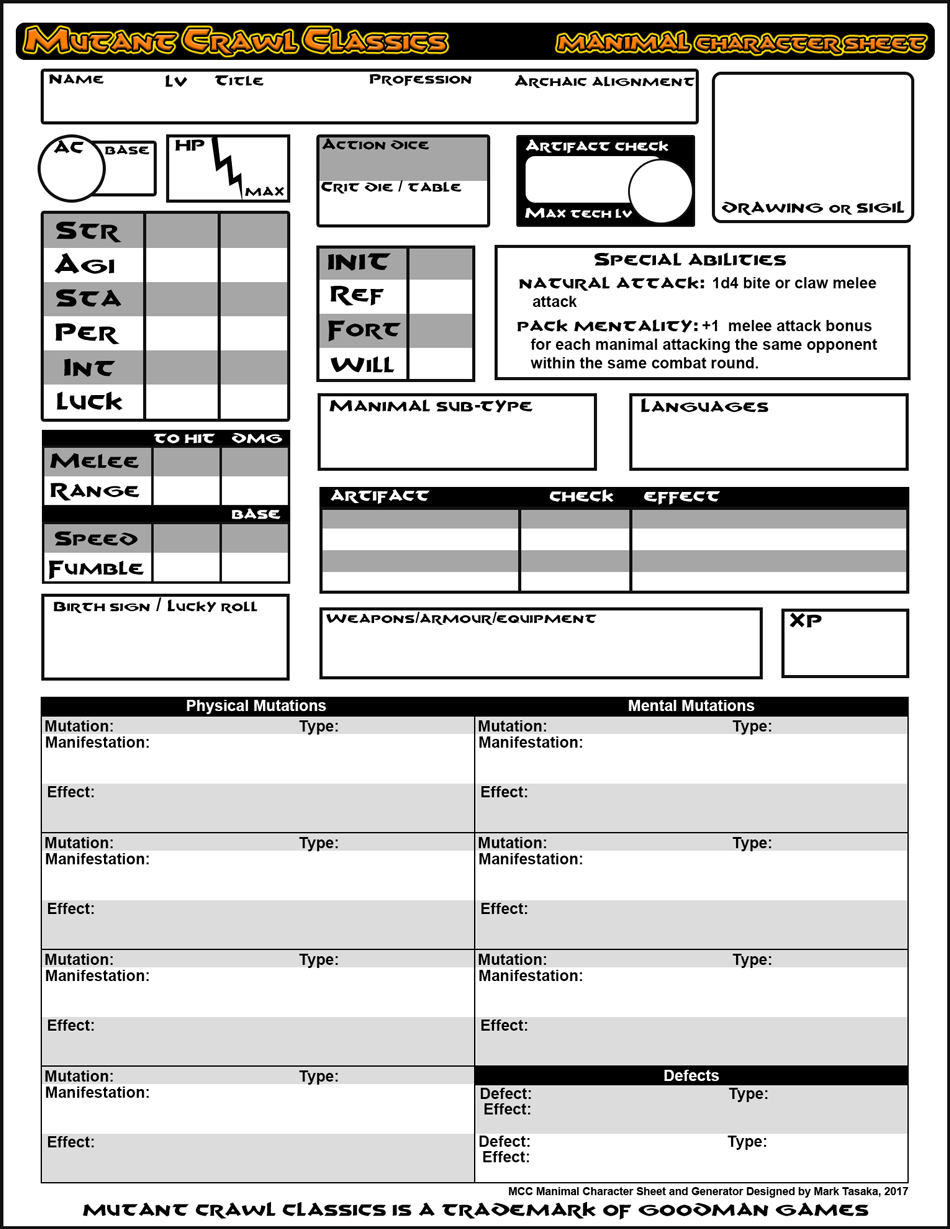 Mutant Crawl Classics
Manimal Character Sheet
Name Lv Title Profession Archaic Alignment
Drawing or Sigil
AC Base
HP Max
Action Dice
Crit Die / Table
Artifact Check
Max Tech Lv
Str
Agi
Sta
Per
Int
Luck
Init
Ref
Fort
Will
Special Abilities
Natural Attack: 1d4 bite or claw melee
attack
Pack Mentality: +1 melee attack bonus
for each manimal attacking the same opponent
within the same combat round.
Manimal Sub-Type
Languages
To Hit Dmg
Melee
Range
Base
Speed
Fumble
Artifact Check Effect
Birth Sign / Lucky Roll
Weapons/Armour/Equipment
XP
Physical Mutations
Mutation: Type:
Manifestation:
Effect:
Mutation: Type:
Manifestation:
Effect:
Mutation: Type:
Manifestation:
Effect:
Mutation: Type:
Manifestation:
Effect:
Mental Mutations
Mutation: Type:
Manifestation:
Effect:
Mutation: Type:
Manifestation:
Effect:
Mutation: Type:
Manifestation:
Effect:
Defects
Defect: Type:
Effect:
Defect: Type:
Effect:
MCC Manimal Character Sheet and Generator Designed by Mark Tasaka, 2017
Mutant Crawl Classics is a trademark of Goodman Games